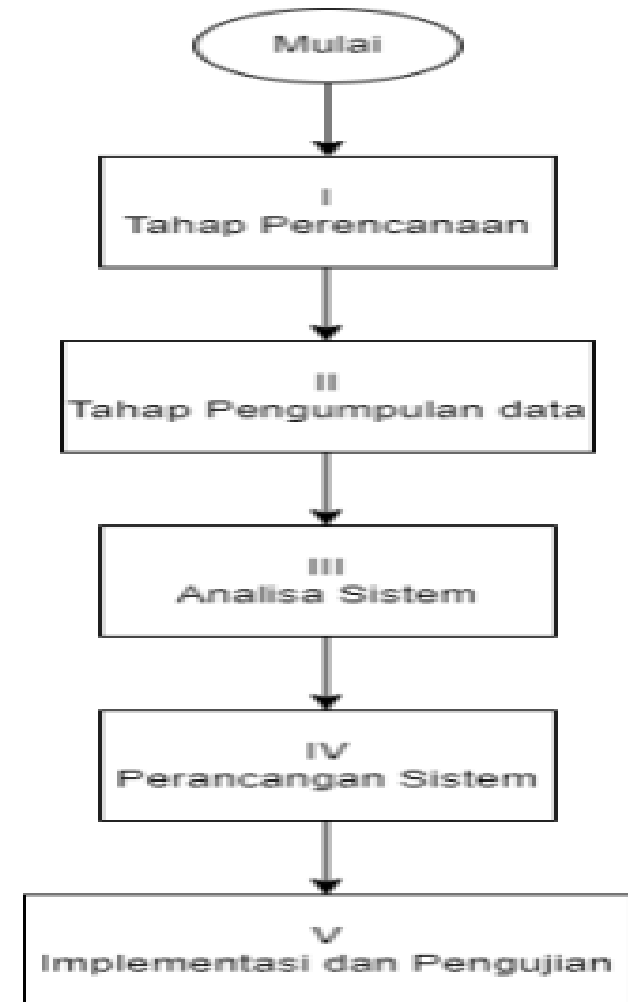 Mulai
I
Tahap Perencanaan
II
Tahap Pengumpulan data
III
Analisa Sistem
IV
Perancangan Sistem
V
Implementasi dan Pengujian